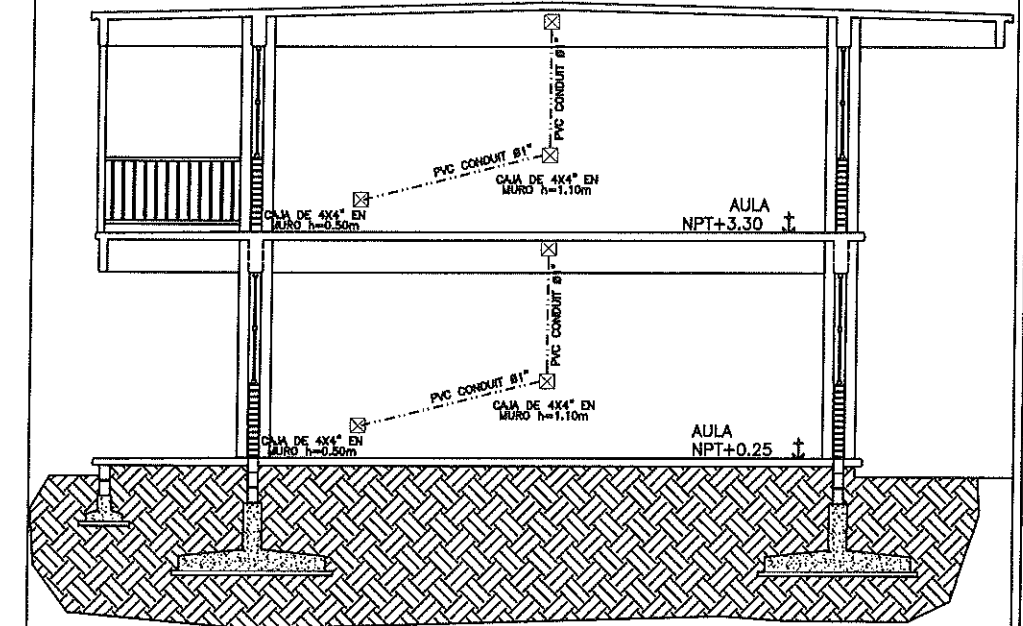 PVC CONDUIT Ø1"
PVC CONDUIT Ø1"
CAJA DE 4X4" EN
MURO h=1.10m
CAJA DE 4X4" EN
MURO h=0.50m
AULA
NPT+3.30
PVC CONDUIT Ø1"
PVC CONDUIT Ø1"
CAJA DE 4X4" EN
MURO h=1.10m
CAJA DE 4X4" EN
MURO h=0.50m
AULA
NPT+0.25